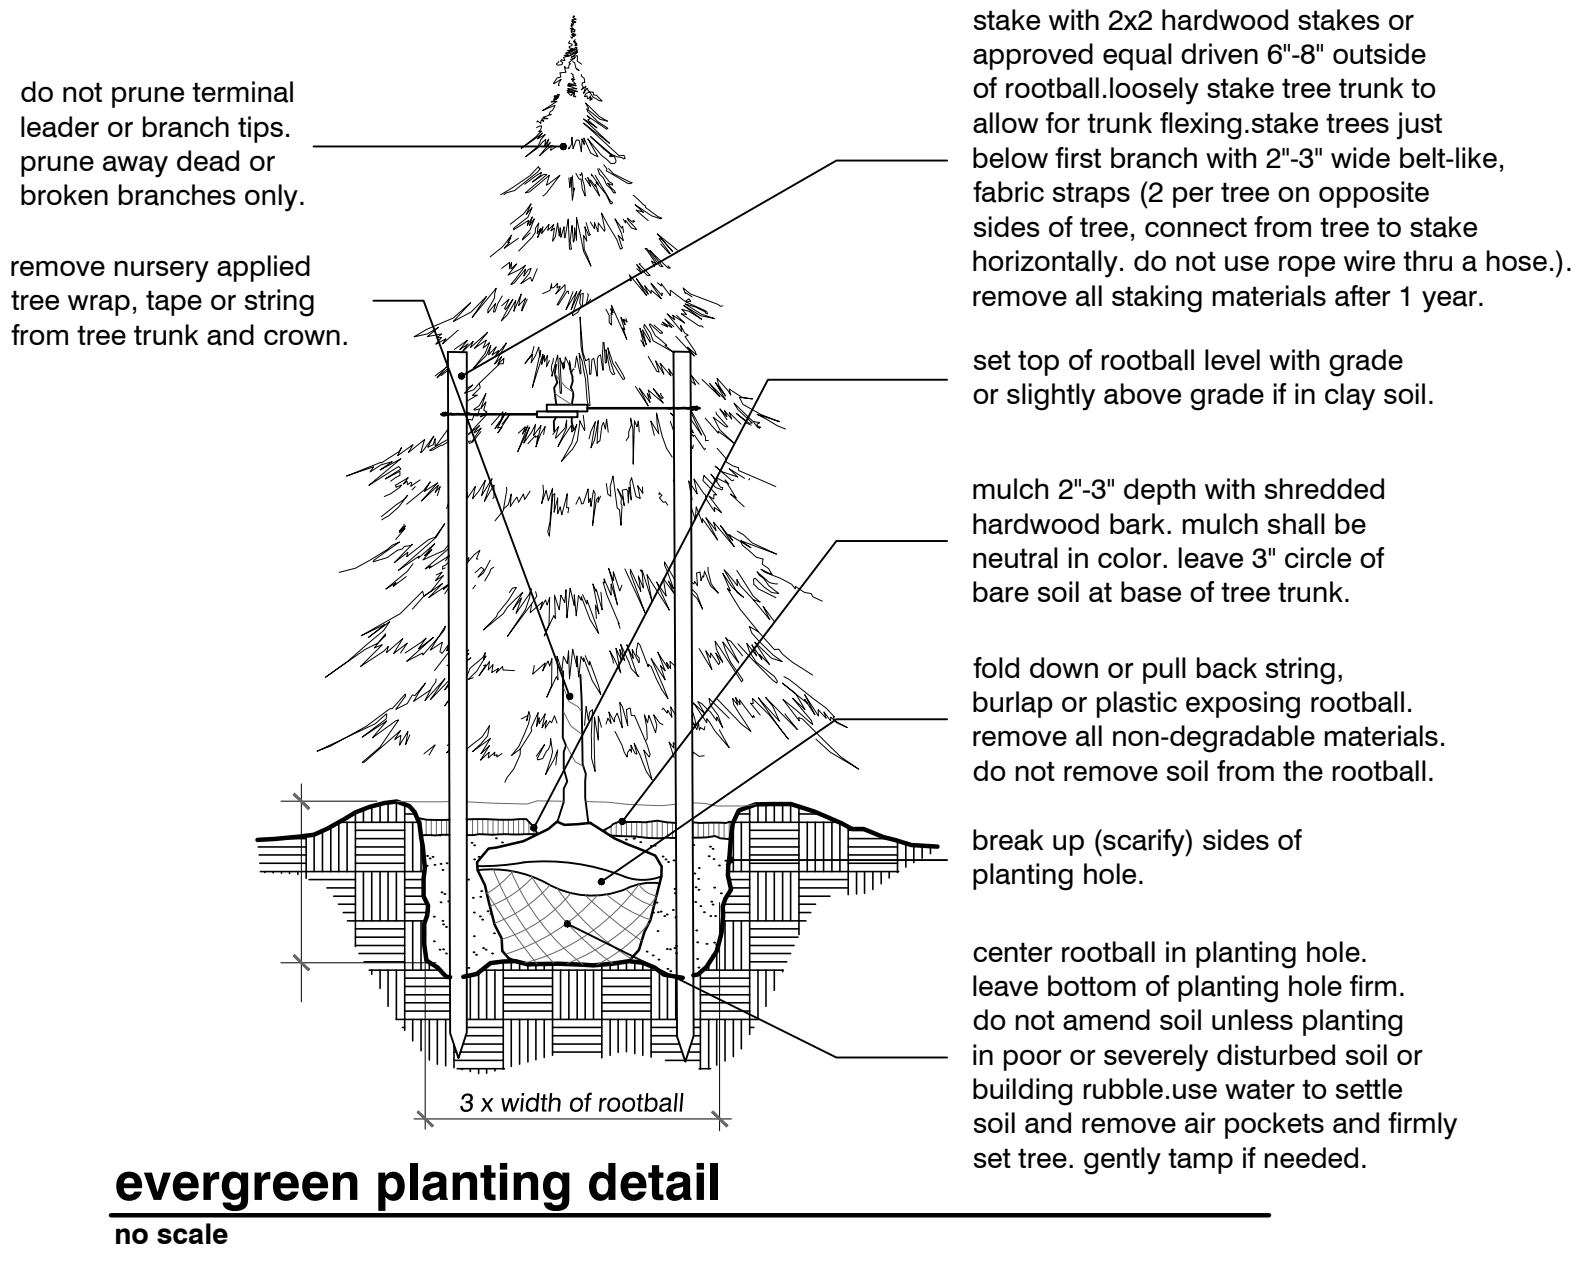 do not prune terminal
leader or branch tips.
prune away dead or
broken branches only.
remove nursery applied
tree wrap, tape or string
from tree trunk and crown.
stake with 2x2 hardwood stakes or
approved equal driven 6"-8" outside
of rootball.loosely stake tree trunk to
allow for trunk flexing.stake trees just
below first branch with 2"-3" wide belt-like,
fabric straps (2 per tree on opposite
sides of tree, connect from tree to stake
horizontally. do not use rope wire thru a hose.).
remove all staking materials after 1 year.
set top of rootball level with grade
or slightly above grade if in clay soil.
mulch 2"-3" depth with shredded
hardwood bark. mulch shall be
neutral in color. leave 3" circle of
bare soil at base of tree trunk.
fold down or pull back string,
burlap or plastic exposing rootball.
remove all non-degradable materials.
do not remove soil from the rootball.
break up (scarify) sides of
planting hole.
center rootball in planting hole.
leave bottom of planting hole firm.
do not amend soil unless planting
in poor or severely disturbed soil or
building rubble.use water to settle
soil and remove air pockets and firmly
set tree. gently tamp if needed.
3 x width of rootball
evergreen planting detail
no scale